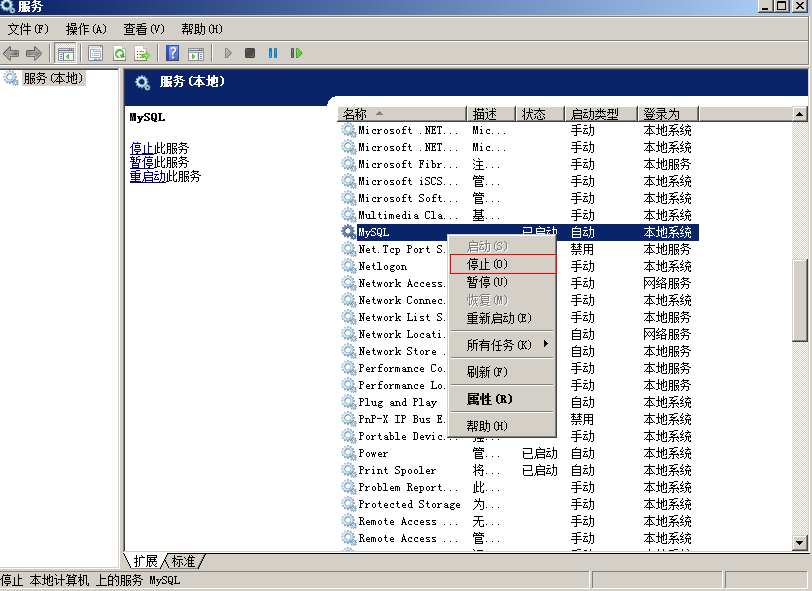 服务
文件(F) 操作(A) 查看(V) 帮助(H)
服务(本地)
服务(本地)
MySQL
停止此服务
暂停此服务
重启动此服务
名称 描述 状态 启动类型 登录为
Microsoft .NET... Mic... 手动 本地系统
Microsoft .NET... Mic... 手动 本地系统
Microsoft Fibr... 注... 手动 本地服务
Microsoft iSCS... 管... 手动 本地系统
Microsoft Soft... 管... 手动 本地系统
Multimedia Cla... 基... 手动 本地系统
MySQL 已启动 自动 本地系统
Net.Tcp Port S. 禁用 本地服务
Netlogon 手动 本地系统
Network Access. 手动 网络服务
Network Connec. 手动 本地系统
Network List S. 手动 本地服务
Network Locati. 自动 网络服务
Network Store . 自动 本地服务
Performance Co. 手动 本地服务
Performance Lo. 手动 本地服务
Plug and Play 自动 本地系统
PnP-X IP Bus E. 禁用 本地系统
Portable Devic. 手动 本地系统
Power 管... 已启动 自动 本地系统
Print Spooler 将... 已启动 自动 本地系统
Problem Report... 此... 手动 本地系统
Protected Storage 为... 手动 本地系统
Remote Access ... 无... 手动 本地系统
Remote Access ... 管... 手动 本地系统
启动(S)
停止(O)
暂停(U)
恢复(M)
重新启动(E)
所有任务(K)
刷新(F)
属性(R)
帮助(H)
扩展 标准
停止 本地计算机 上的服务 MySQL